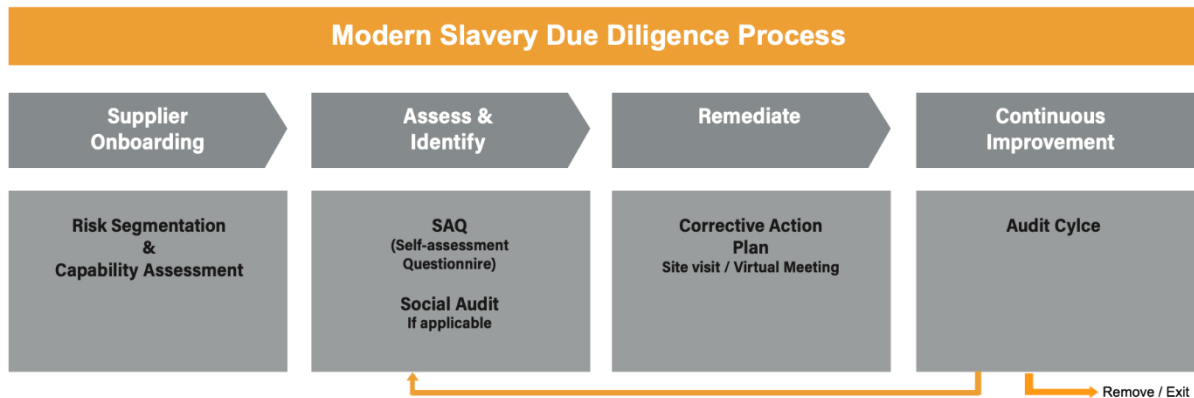 Modern Slavery Due Diligence Process
Supplier
Onboarding
Assess &
Identify
Remediate
Continuous
Improvement
Risk Segmentation
&
Capability Assessment
SAQ
(Self-assessment
Questionnire)
Social Audit
If applicable
Corrective Action
Plan
Site visit / Virtual Meeting
Audit Cylce
Remove / Exit